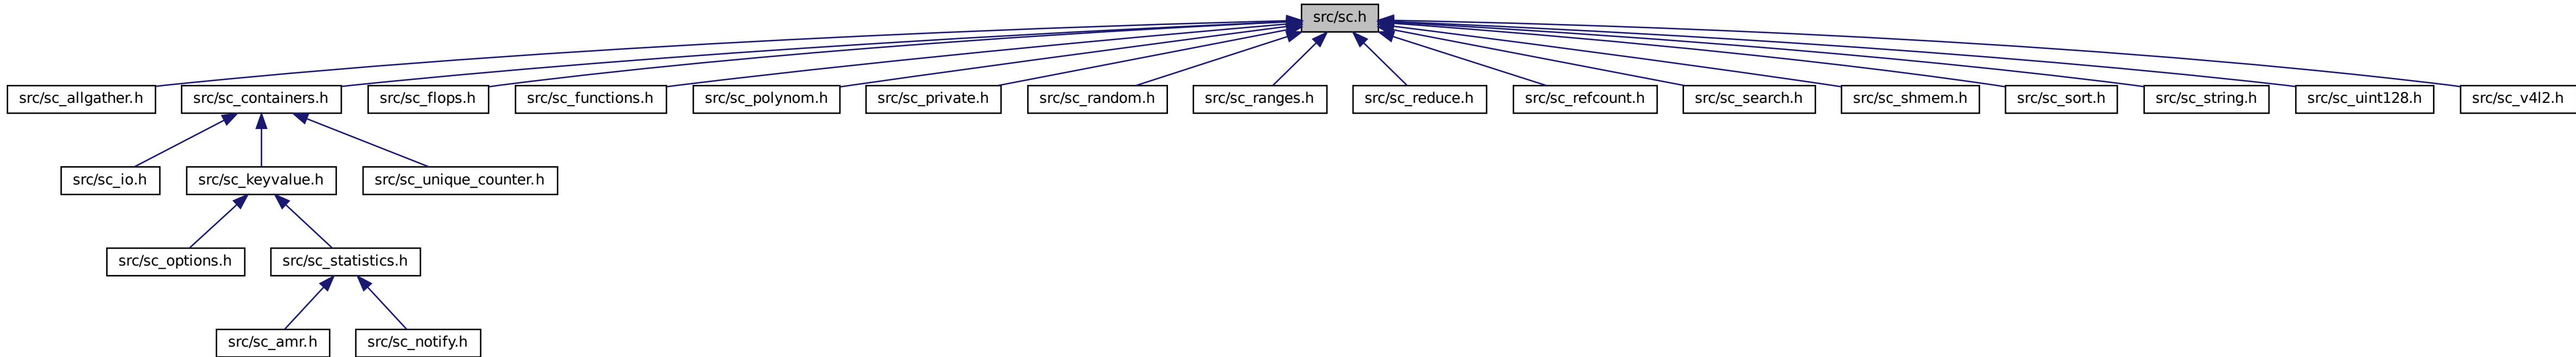 src/sc.h
src/sc_allgather.h
src/sc_containers.h
src/sc_flops.h
src/sc_functions.h
src/sc_polynom.h
src/sc_private.h
src/sc_random.h
src/sc_ranges.h
src/sc_reduce.h
src/sc_refcount.h
src/sc_search.h
src/sc_shmem.h
src/sc_sort.h
src/sc_string.h
src/sc_uint128.h
src/sc_v4l2.h
src/sc_io.h
src/sc_keyvalue.h
src/sc_unique_counter.h
src/sc_options.h
src/sc_statistics.h
src/sc_amr.h
src/sc_notify.h